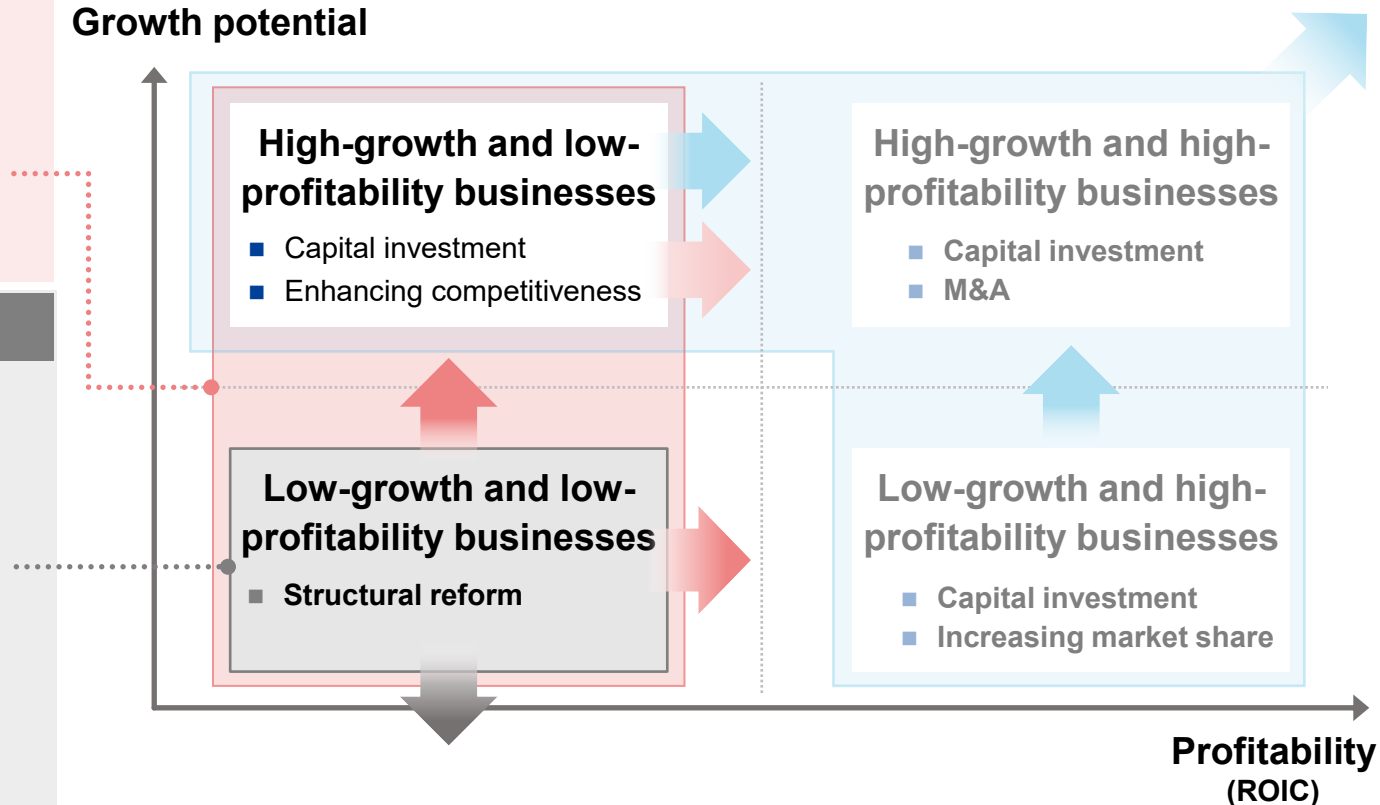 Growth potential
High-growth and low-
profitability businesses
Capital investment
Enhancing competitiveness
High-growth and high-
profitability businesses
Capital investment
M&A
Low-growth and low-
profitability businesses
Structural reform
Low-growth and high-
profitability businesses
Capital investment
Increasing market share
Profitability
(ROIC)